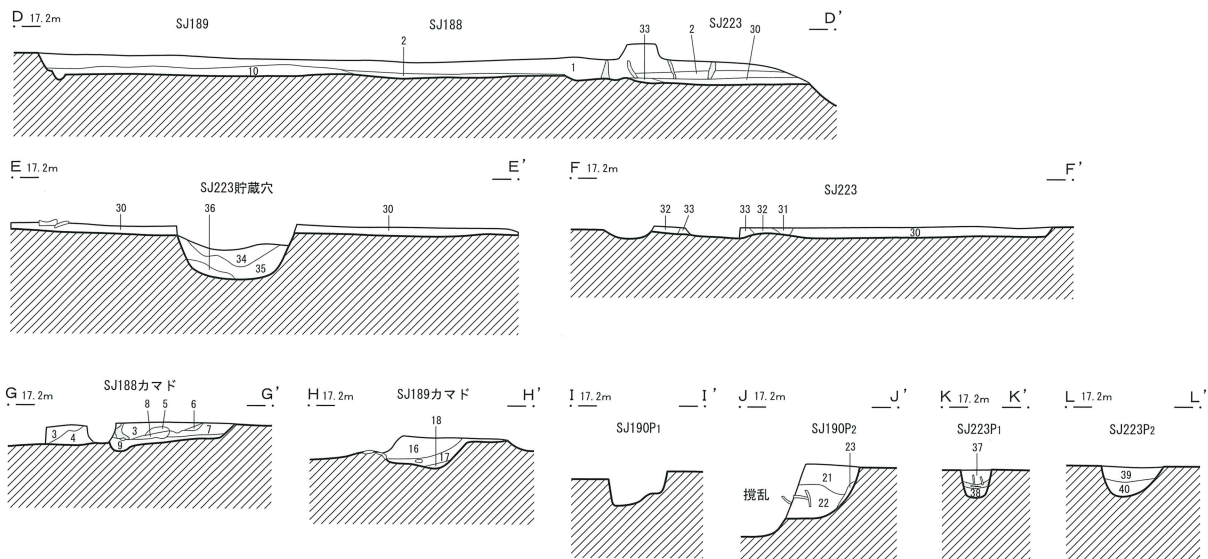 D 17.2m SJ189 SJ188 SJ223 D'
2 33 2 30
10 1
E 17.2m E'
SJ223貯蔵穴
30 36 30
34
35
F 17.2m F'
SJ223
32 33 33 32 31
30
G 17.2m SJ188カマド G'
8 5 6
3 4 3 7
9
H 17.2m SJ189カマド H'
18
16 17
I 17.2m I'
SJ190P1
J 17.2m J'
SJ190P2
23
21
撹乱 22
K 17.2m K'
SJ223P1
37
38
L 17.2m L'
SJ223P2
39
40